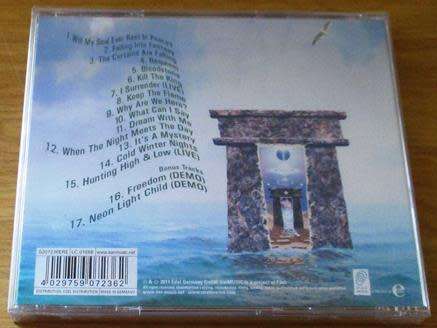 1. Will My Soul Ever Rest In Peace?
2. Falling Into Fantasy
3. The Curtains Are Falling
4. Requiem
5. Bloodstone
6. Kill The King
7. I Surrender (LIVE)
8. Keep The Flame
9. Why Are We Here?
10. What Can I Say
11. Dream With Me
12. When The Night Meets The Day
13. It's A Mystery
14. Cold Winter Nights
15. Hunting High & Low (LIVE)
Bonus Tracks
16. Freedom (DEMO)
17. Neon Light Child (DEMO)
4 029759 072362